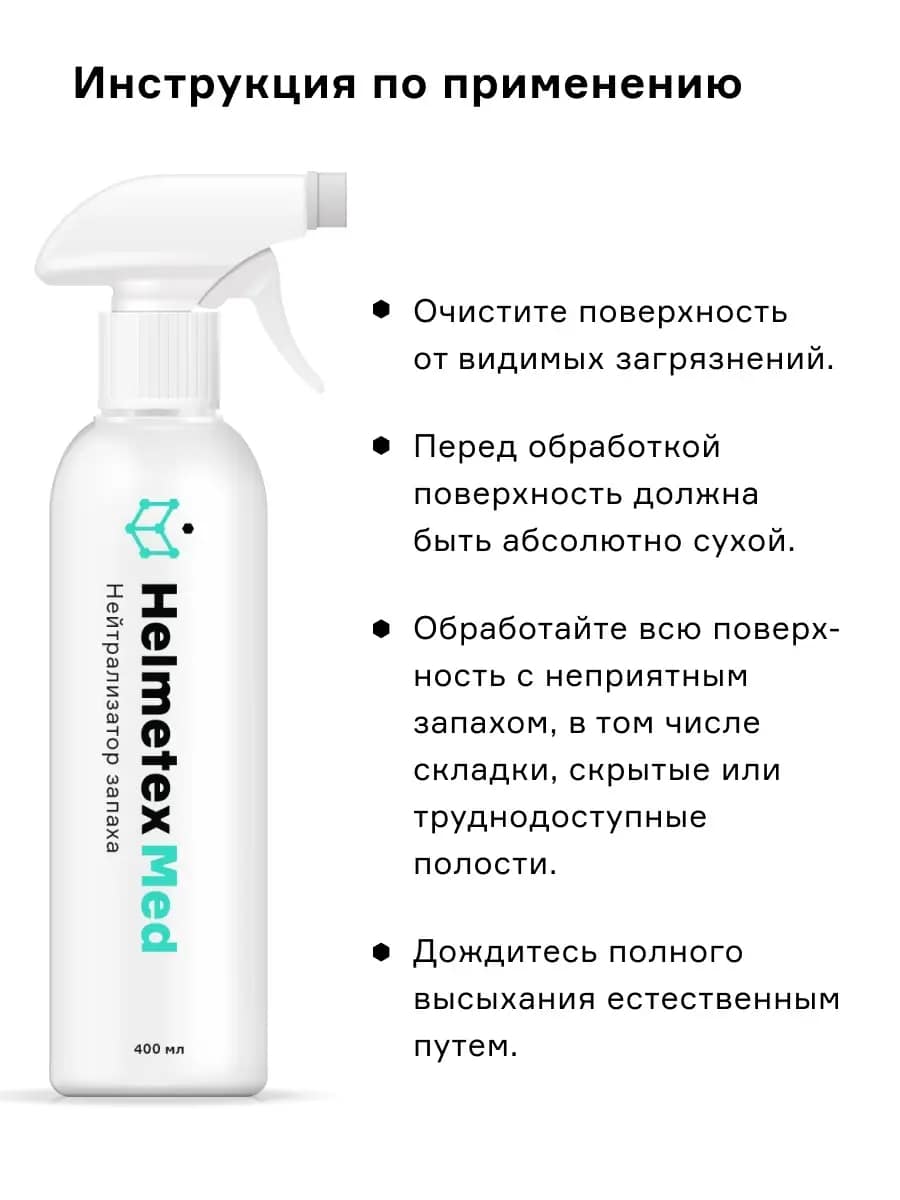 Инструкция по применению
Очистите поверхность
от видимых загрязнений.
Перед обработкой
поверхность должна
быть абсолютно сухой.
Обработайте всю поверх-
ность с неприятным
запахом, в том числе
складки, скрытые или
труднодоступные
полости.
Дождитесь полного
высыхания естественным
путем.
Helmetex Med
Нейтрализатор запаха
400 мл